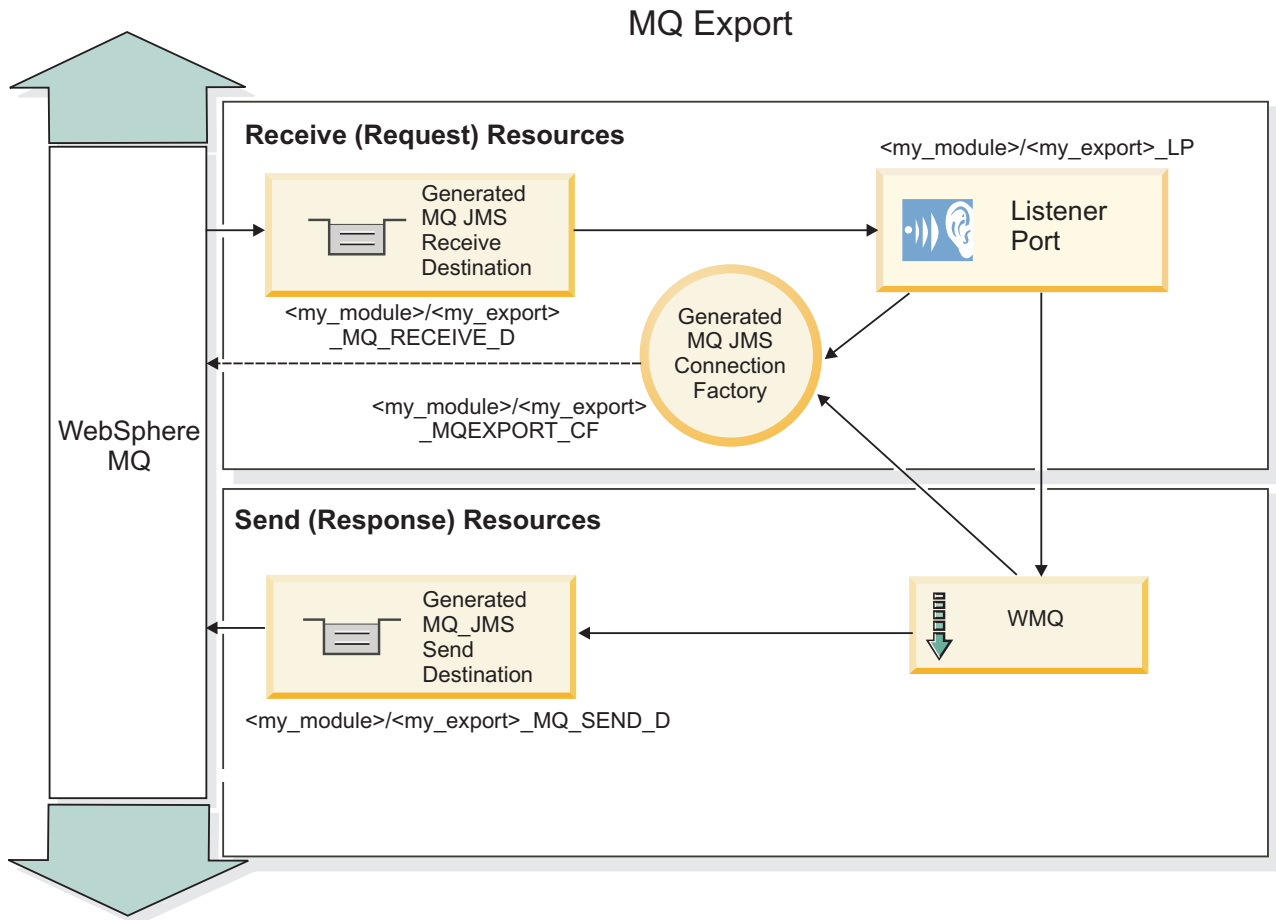 MQ Export
Receive (Request) Resources
<my_module>/<my_export>_LP
Generated
MQ JMS
Receive
Destination
Listener
Port
<my_module>/<my_export>
_MQ_RECEIVE_D
Generated
MQ JMS
Connection
Factory
<my_module>/<my_export>
_MQEXPORT_CF
WebSphere
MQ
Send (Response) Resources
Generated
MQ_JMS
Send
Destination
WMQ
<my_module>/<my_export>_MQ_SEND_D